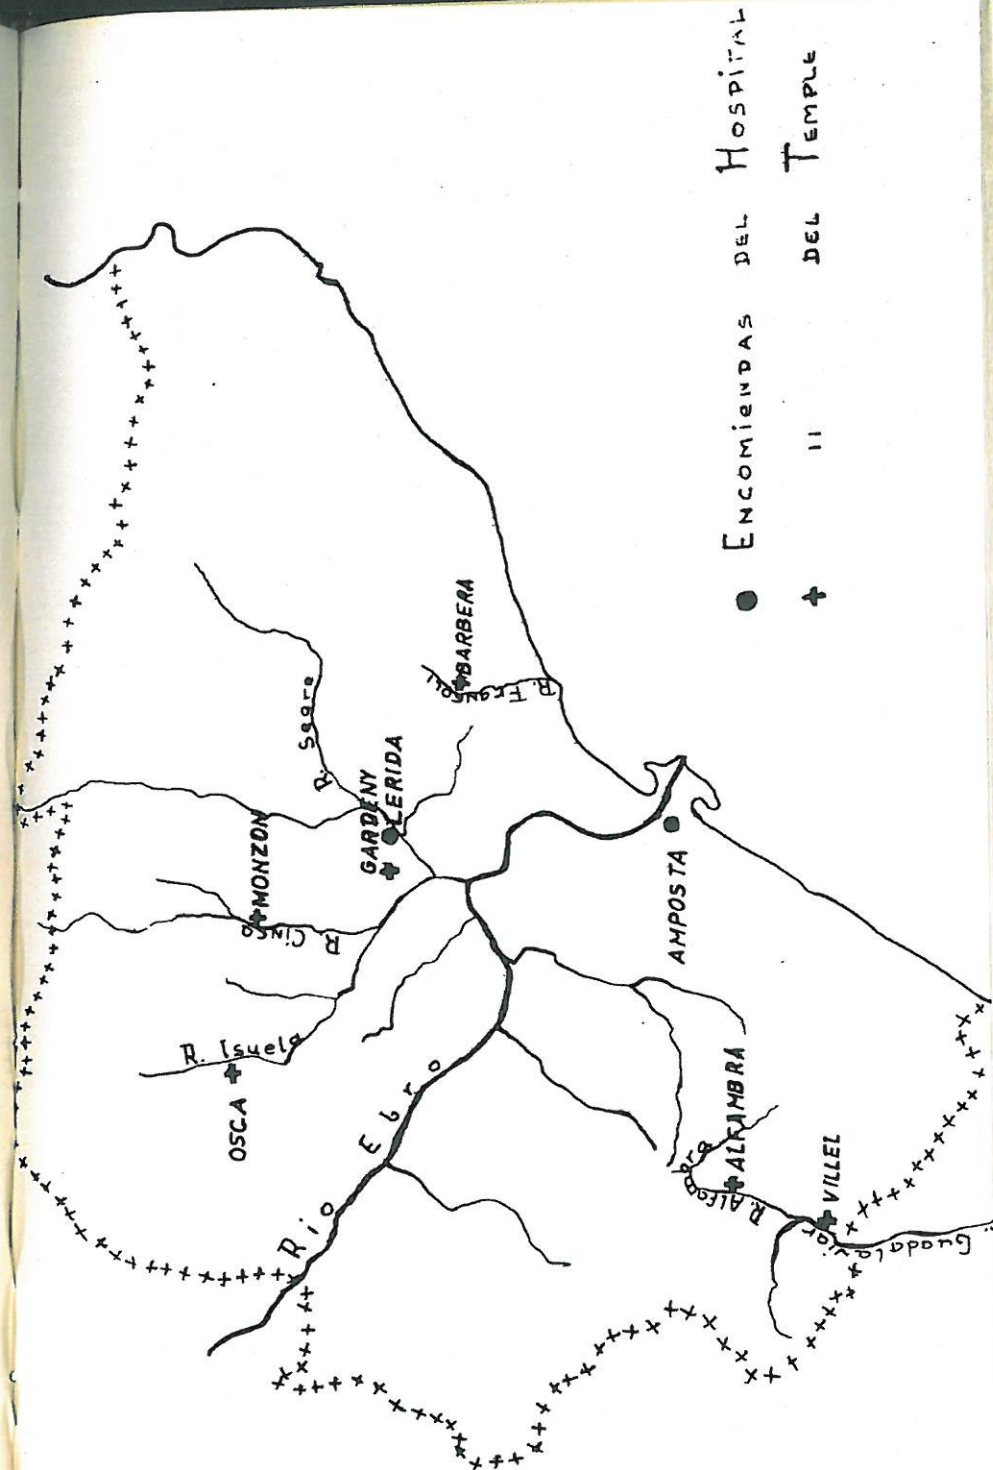 ENCOMIENDAS DEL HOSPITAL
" DEL TEMPLE
R. Segre
R. Francolí
BARBERA
GARDENY
LERIDA
MONZON
R. Cinca
R. Isuela
OSCA
Rio Ebro
AMPOSTA
R. Alfambra
ALFAMBRA
VILLEL
Guadalaviar